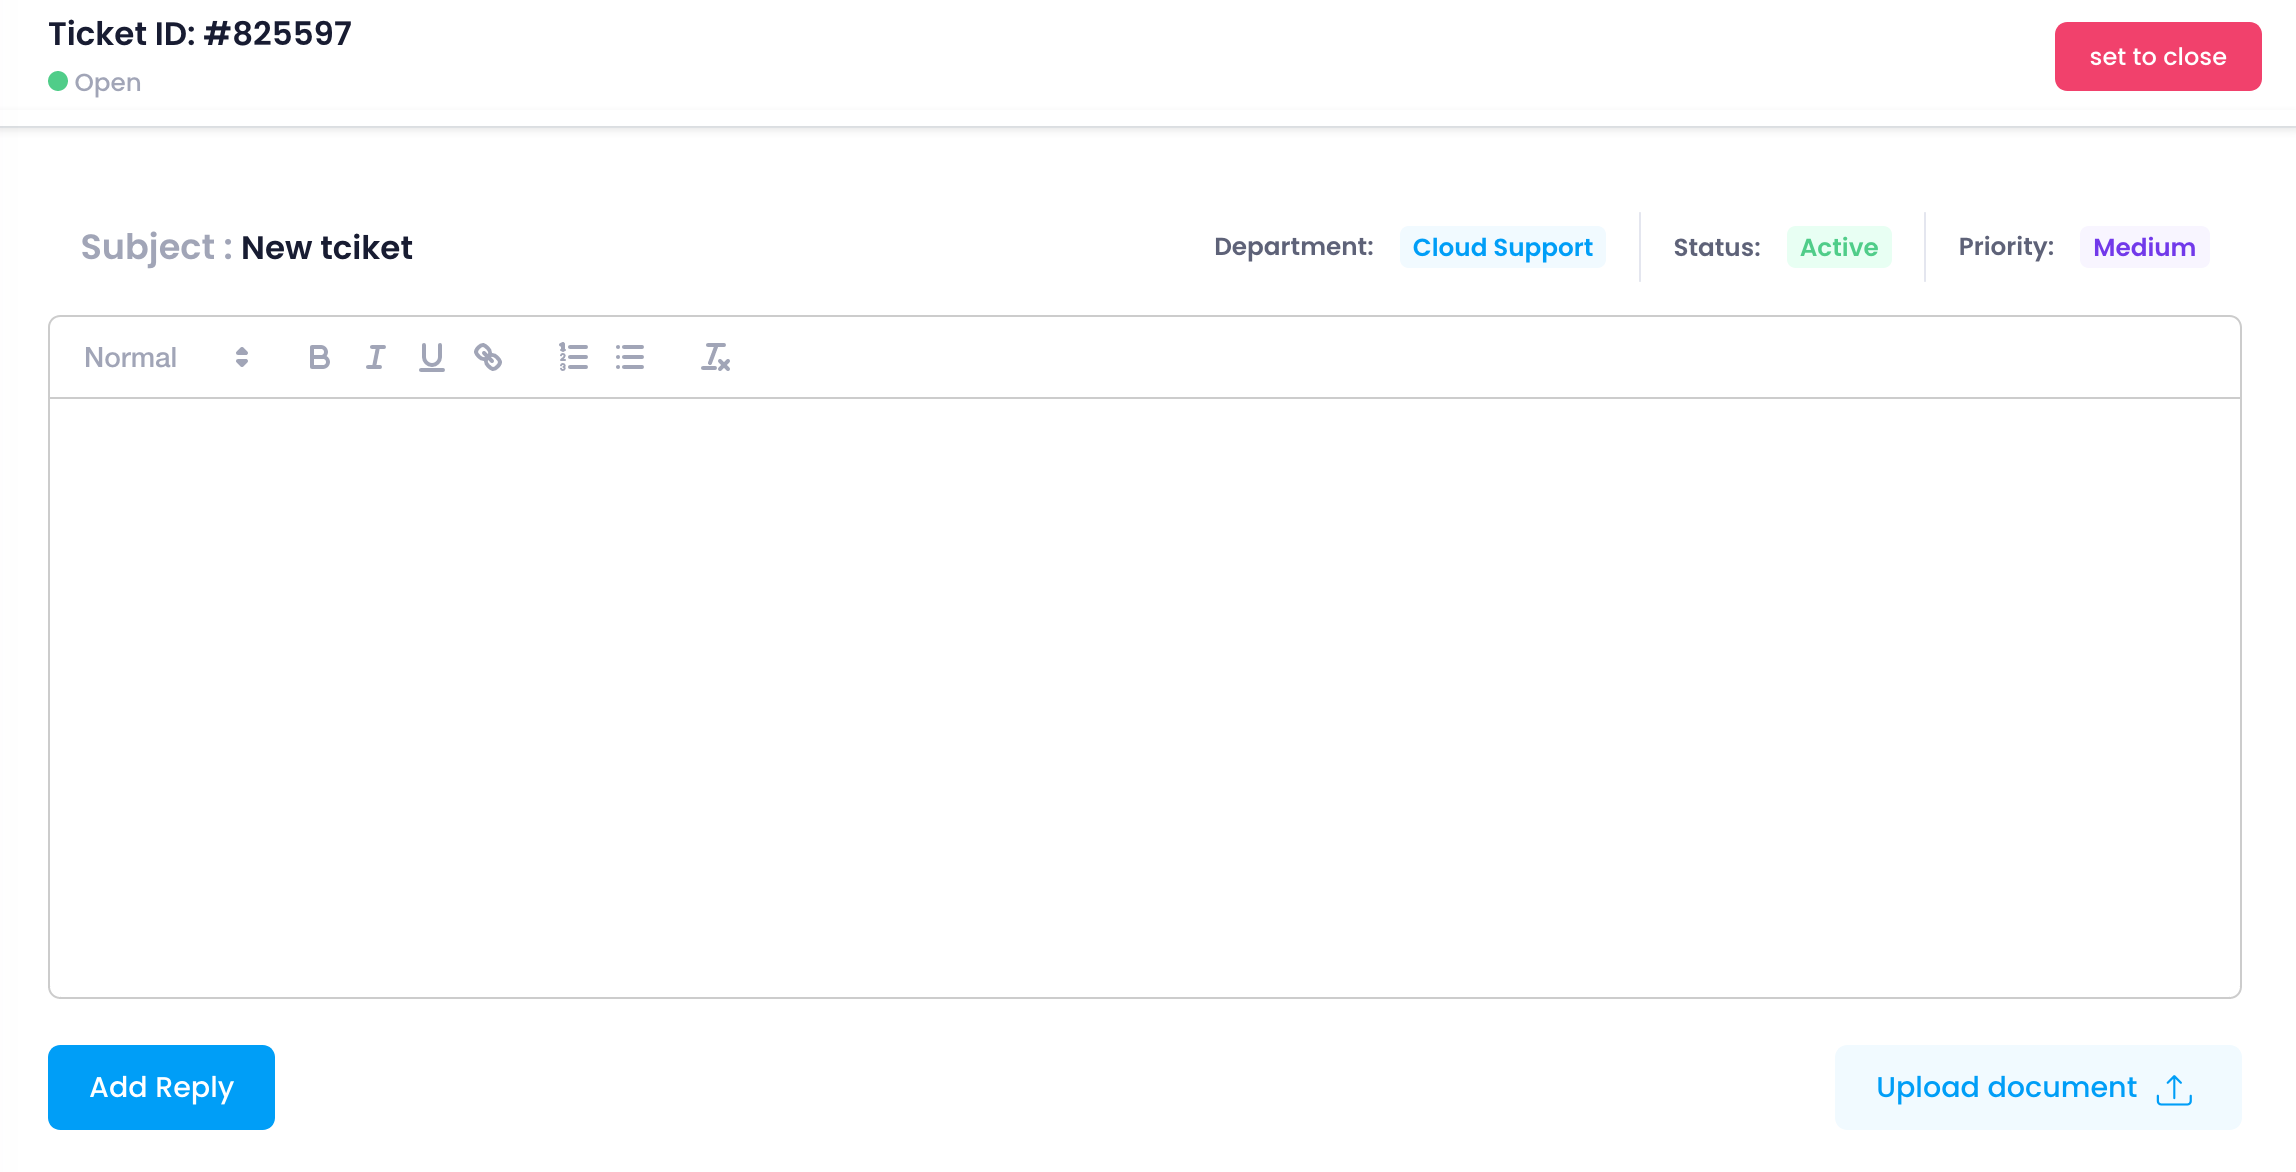 Ticket ID: #825597
Open
set to close
Subject : New tciket
Department: Cloud Support
Status: Active
Priority: Medium
Normal
Add Reply
Upload document